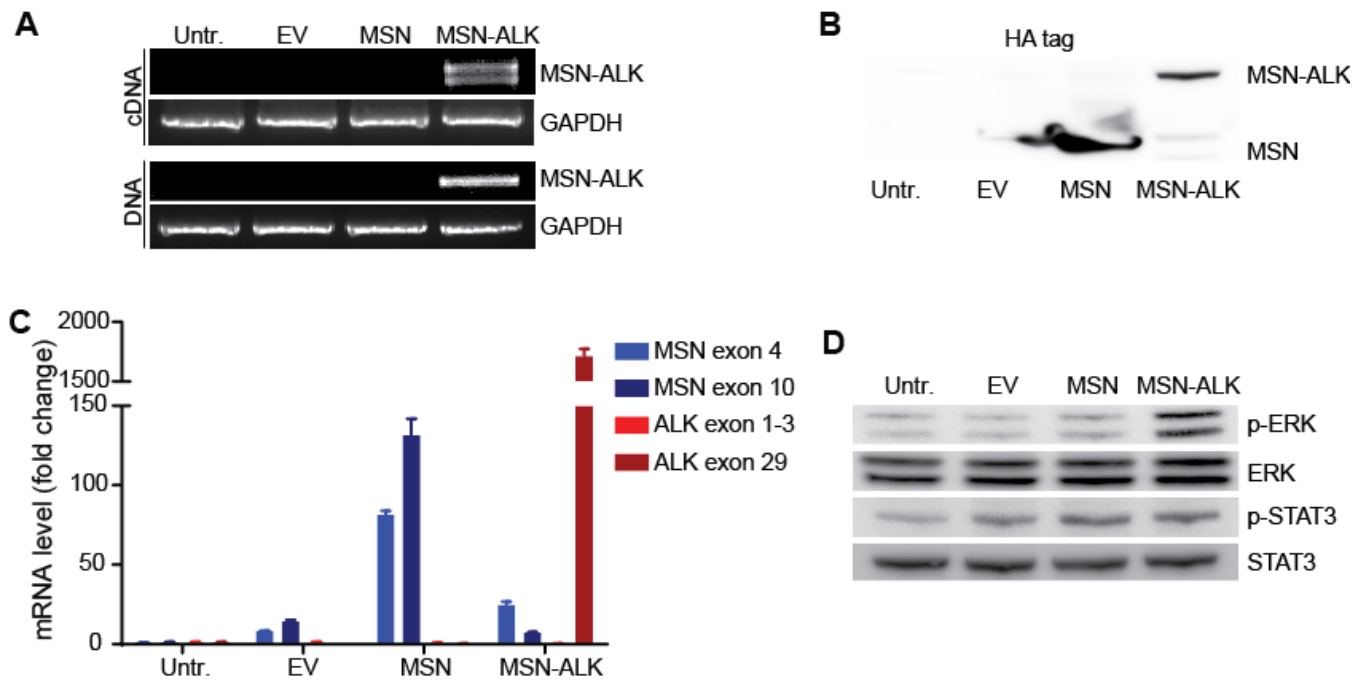 A
Untr. EV MSN MSN-ALK
cDNA
MSN-ALK
GAPDH
DNA
MSN-ALK
GAPDH
B
HA tag
MSN-ALK
MSN
Untr. EV MSN MSN-ALK
C
mRNA level (fold change)
2000
1500
150
100
50
0
Untr. EV MSN MSN-ALK
MSN exon 4
MSN exon 10
ALK exon 1-3
ALK exon 29
D
Untr. EV MSN MSN-ALK
p-ERK
ERK
p-STAT3
STAT3